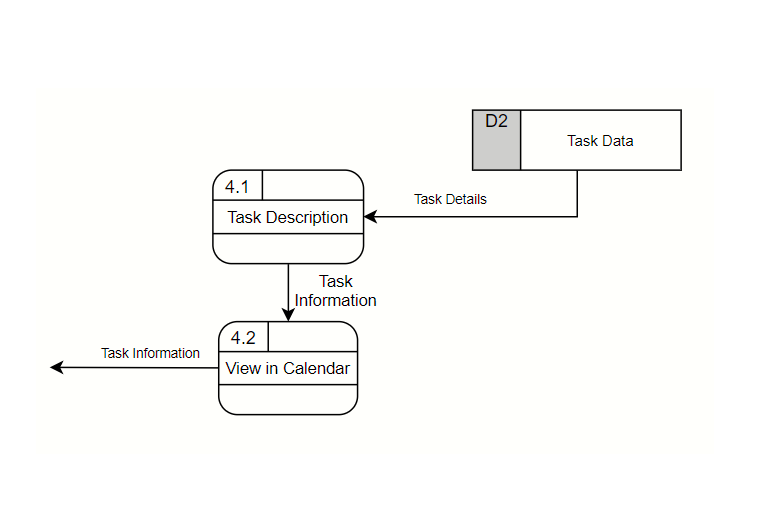 D2
Task Data
4.1
Task Details
Task Description
Task
Information
4.2
Task Information
View in Calendar